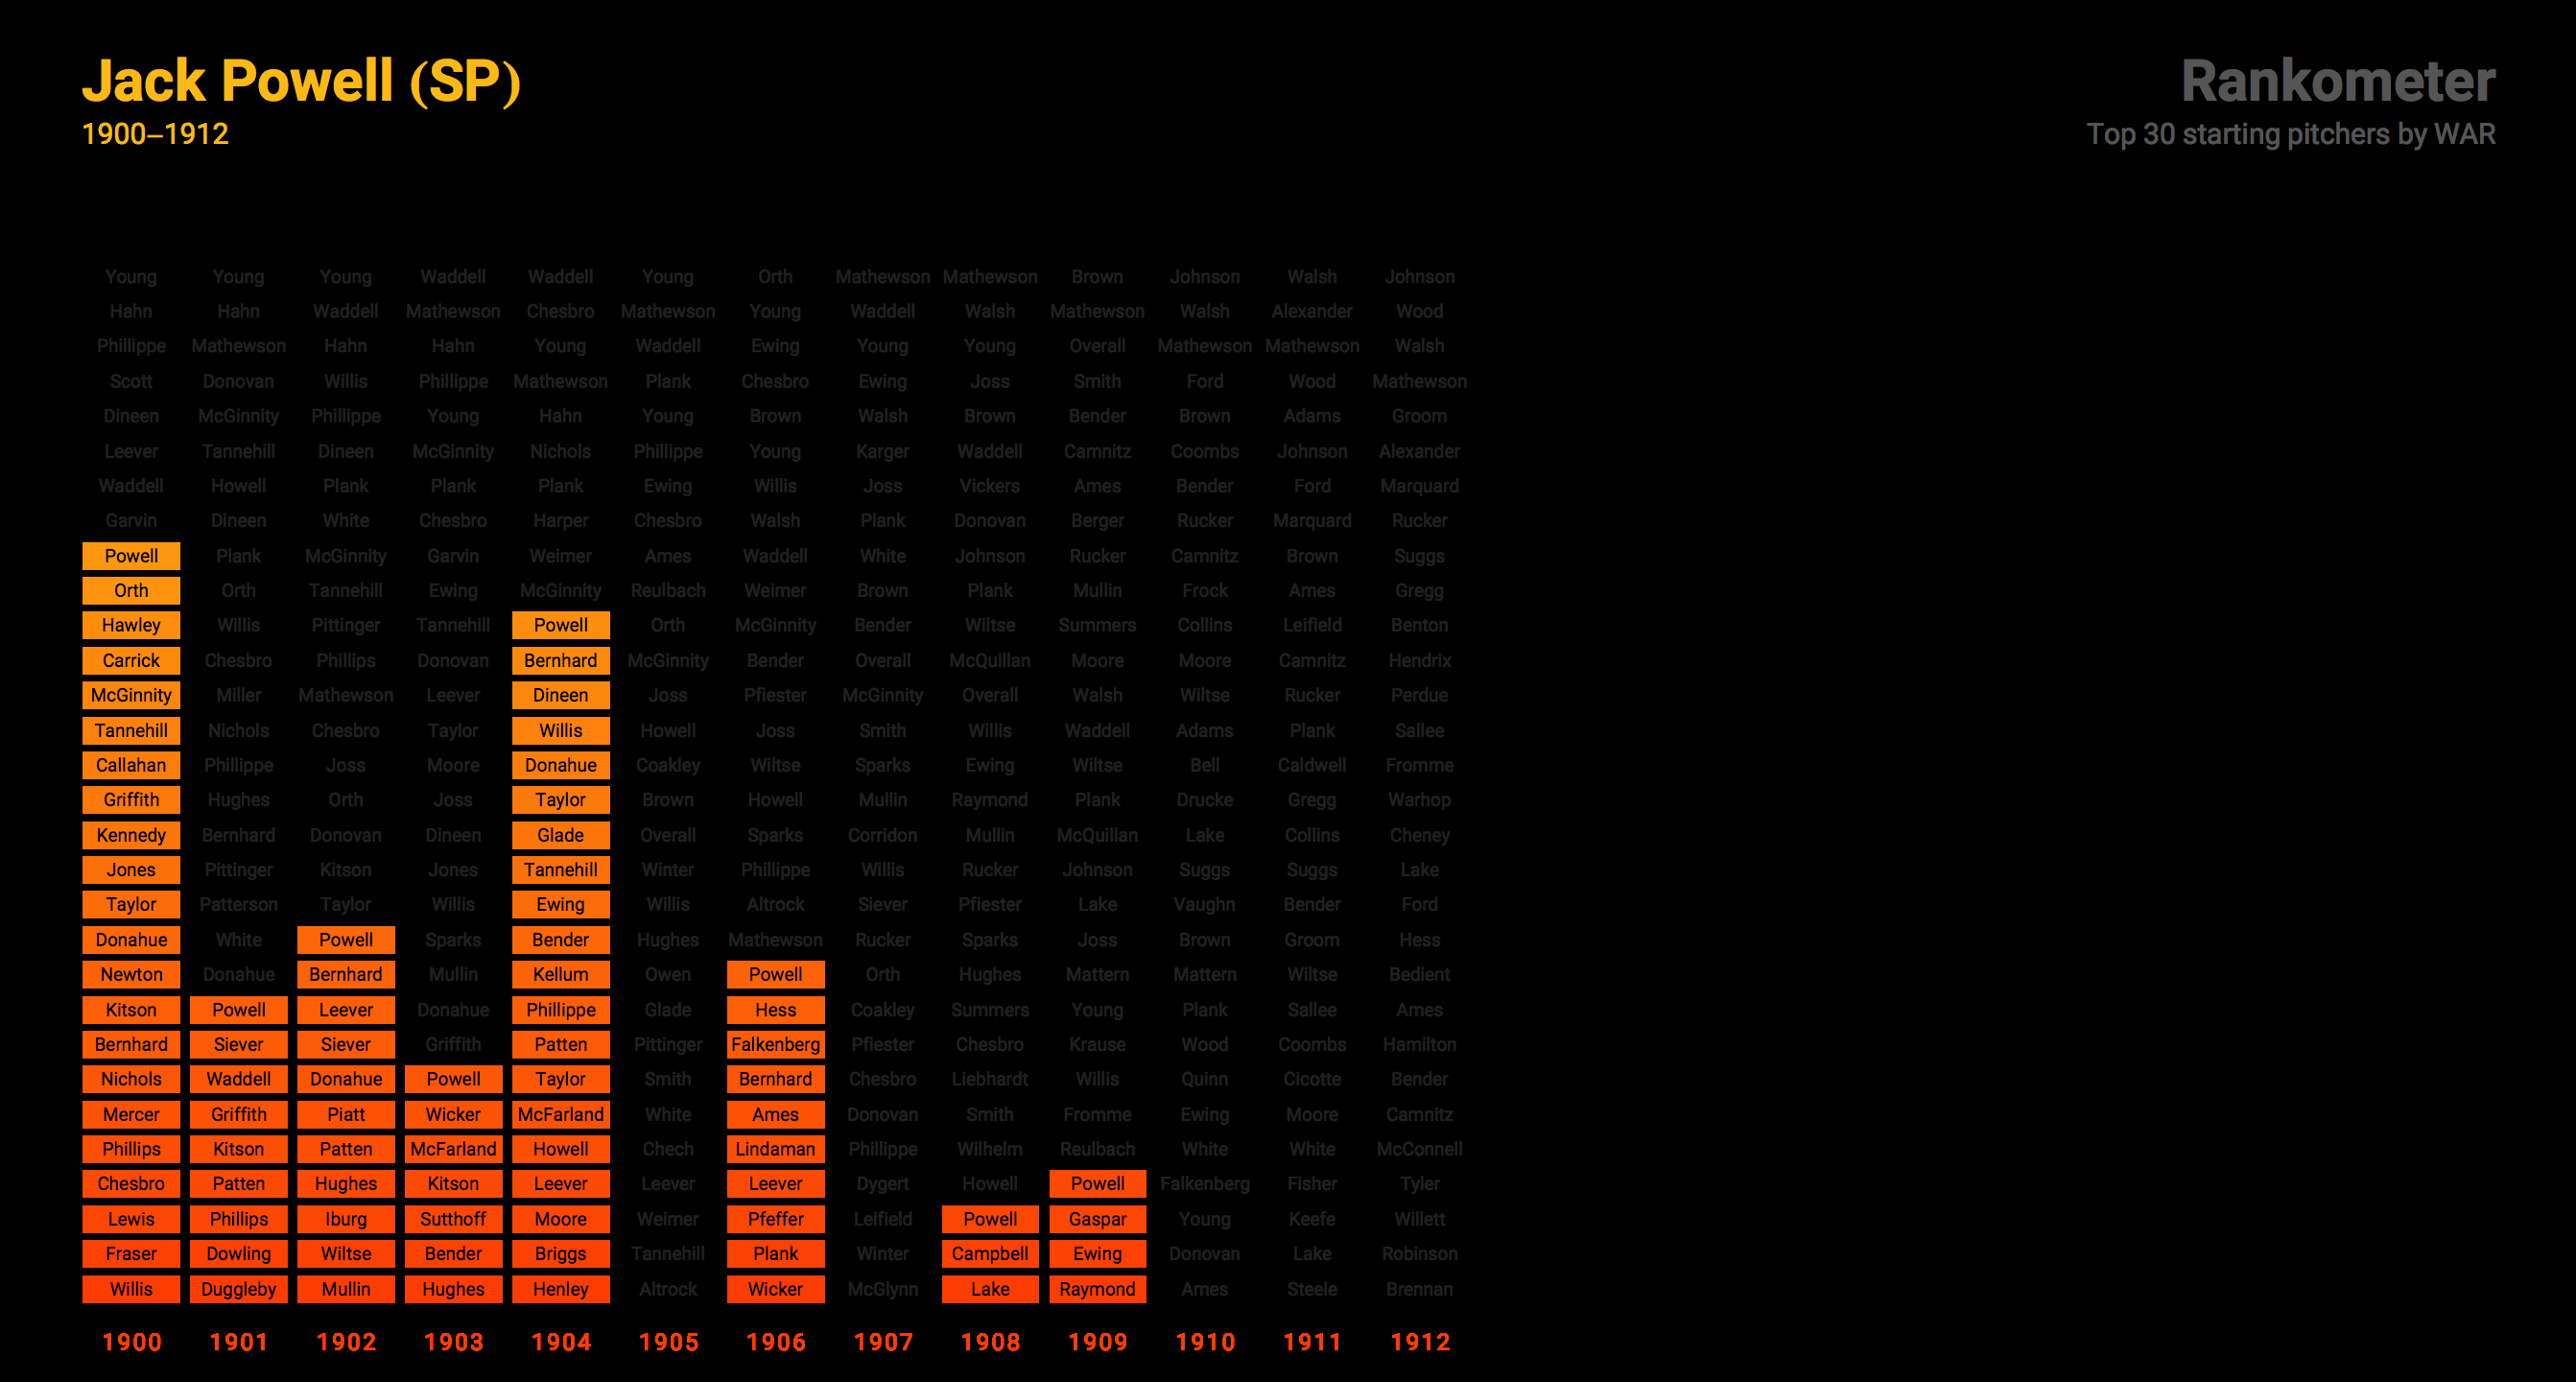 Jack Powell (SP)
1900–1912
Rankometer
Top 30 starting pitchers by WAR
Young Young Young Waddell Waddell Young Orth Mathewson Mathewson Brown Johnson Walsh Johnson
Hahn Hahn Waddell Mathewson Chesbro Mathewson Young Waddell Walsh Mathewson Walsh Alexander Wood
Phillippe Mathewson Hahn Hahn Young Waddell Ewing Young Young Overall Mathewson Mathewson Walsh
Scott Donovan Willis Phillippe Mathewson Plank Chesbro Ewing Joss Smith Ford Wood Mathewson
Dineen McGinnity Phillippe Young Hahn Young Brown Walsh Brown Bender Brown Adams Groom
Leever Tannehill Dineen McGinnity Nichols Phillippe Young Karger Waddell Camnitz Coombs Johnson Alexander
Waddell Howell Plank Plank Plank Ewing Willis Joss Vickers Ames Bender Ford Marquard
Garvin Dineen White Chesbro Harper Chesbro Walsh Plank Donovan Berger Rucker Marquard Rucker
Powell Plank McGinnity Garvin Weimer Ames Waddell White Johnson Rucker Camnitz Brown Suggs
Orth Orth Tannehill Ewing McGinnity Reulbach Weimer Brown Plank Mullin Frock Ames Gregg
Hawley Willis Pittinger Tannehill Powell Orth McGinnity Bender Wiltse Summers Collins Leifield Benton
Carrick Chesbro Phillips Donovan Bernhard McGinnity Bender Overall McQuillan Moore Moore Camnitz Hendrix
McGinnity Miller Mathewson Leever Dineen Joss Pfiester McGinnity Overall Walsh Wiltse Rucker Perdue
Tannehill Nichols Chesbro Taylor Willis Howell Joss Smith Willis Waddell Adams Plank Sallee
Callahan Phillippe Joss Moore Donahue Coakley Wiltse Sparks Ewing Wiltse Bell Caldwell Fromme
Griffith Hughes Orth Joss Taylor Brown Howell Mullin Raymond Plank Drucke Gregg Warhop
Kennedy Bernhard Donovan Dineen Glade Overall Sparks Corridon Mullin McQuillan Lake Collins Cheney
Jones Pittinger Kitson Jones Tannehill Winter Phillippe Willis Rucker Johnson Suggs Suggs Lake
Taylor Patterson Taylor Willis Ewing Willis Altrock Siever Pfiester Lake Vaughn Bender Ford
Donahue White Powell Sparks Bender Hughes Mathewson Rucker Sparks Joss Brown Groom Hess
Newton Donahue Bernhard Mullin Kellum Owen Powell Orth Hughes Mattern Mattern Wiltse Bedient
Kitson Powell Leever Donahue Phillippe Glade Hess Coakley Summers Young Plank Sallee Ames
Bernhard Siever Siever Griffith Patten Pittinger Falkenberg Pfiester Chesbro Krause Wood Coombs Hamilton
Nichols Waddell Donahue Powell Taylor Smith Bernhard Chesbro Liebhardt Willis Quinn Cicotte Bender
Mercer Griffith Piatt Wicker McFarland White Ames Donovan Smith Fromme Ewing Moore Camnitz
Phillips Kitson Patten McFarland Howell Chech Lindaman Phillippe Wilhelm Reulbach White White McConnell
Chesbro Patten Hughes Kitson Leever Leever Leever Dygert Howell Powell Falkenberg Fisher Tyler
Lewis Phillips Iburg Sutthoff Moore Weimer Pfeffer Leifield Powell Gaspar Young Keefe Willett
Fraser Dowling Wiltse Bender Briggs Tannehill Plank Winter Campbell Ewing Donovan Lake Robinson
Willis Duggleby Mullin Hughes Henley Altrock Wicker McGlynn Lake Raymond Ames Steele Brennan
1900 1901 1902 1903 1904 1905 1906 1907 1908 1909 1910 1911 1912